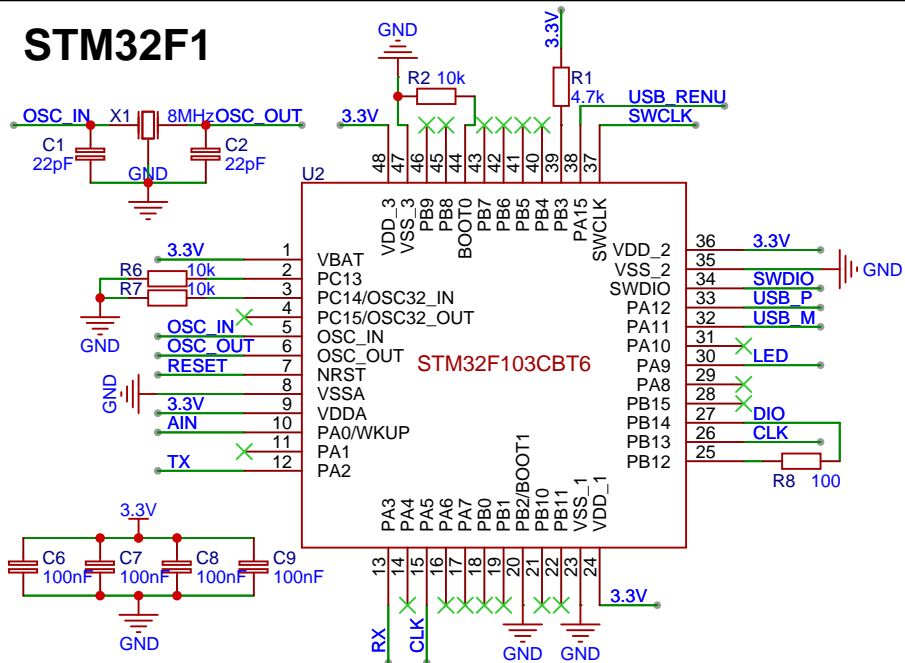 STM32F1
OSC_IN X1 8MHz OSC_OUT
C1 22pF
C2 22pF
GND
GND
R2 10k
3.3V
3.3V
R1
4.7k
USB_RENU
SWCLK
48 47 46 45 44 43 42 41 40 39 38 37
U2
VDD_3 VSS_3 PB9 PB8 BOOT0 PB7 PB6 PB5 PB4 PB3 PA15 SWCLK
3.3V 1 VBAT
R6 10k 2 PC13
R7 10k 3 PC14/OSC32_IN
GND
4 PC15/OSC32_OUT
OSC_IN 5 OSC_IN
OSC_OUT 6 OSC_OUT
RESET 7 NRST
GND 8 VSSA
3.3V 9 VDDA
AIN 10 PA0/WKUP
11 PA1
TX 12 PA2
STM32F103CBT6
VDD_2 36 3.3V
VSS_2 35 GND
SWDIO 34 SWDIO
PA12 33 USB_P
PA11 32 USB_M
PA10 31
PA9 30 LED
PA8 29
PB15 28
PB14 27 DIO
PB13 26 CLK
PB12 25
R8 100
PA3 PA4 PA5 PA6 PA7 PB0 PB1 PB2/BOOT1 PB10 PB11 VSS_1 VDD_1
13 14 15 16 17 18 19 20 21 22 23 24
RX CLK
GND GND
3.3V
3.3V
C6 100nF
C7 100nF
C8 100nF
C9 100nF
GND